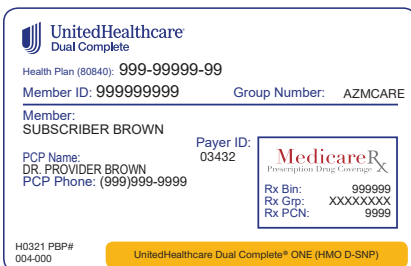 UnitedHealthcare®
Dual Complete
Health Plan (80840): 999-99999-99
Member ID: 999999999 Group Number: AZMCARE
Member:
SUBSCRIBER BROWN
Payer ID:
03432
PCP Name:
DR. PROVIDER BROWN
PCP Phone: (999)999-9999
MedicareRx
Prescription Drug Coverage
Rx Bin: 999999
Rx Grp: XXXXXXXX
Rx PCN: 9999
H0321 PBP#
004-000
UnitedHealthcare Dual Complete® ONE (HMO D-SNP)